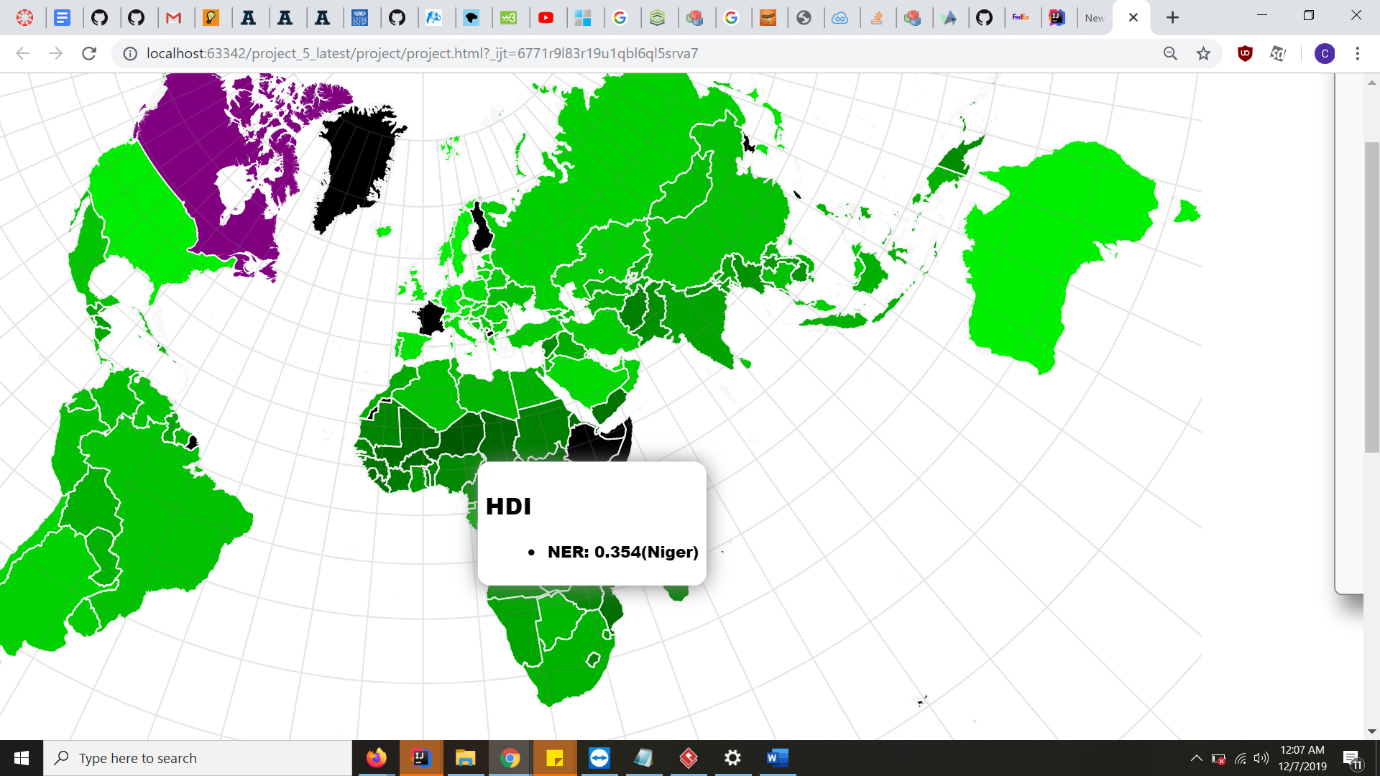 New
localhost:63342/project_5_latest/project/project.html?_ijt=6771r9l83r19u1qbl6ql5srva7
C
HDI
NER: 0.354(Niger)
Type here to search
12:07 AM
12/7/2019
11